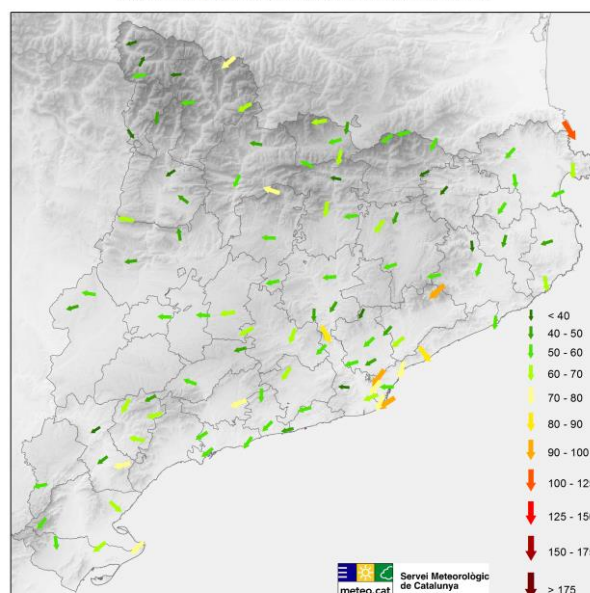 < 40
40 - 50
50 - 60
60 - 70
70 - 80
80 - 90
90 - 100
100 - 125
125 - 150
150 - 175
> 175
meteo.cat
Servei Meteorològic
de Catalunya